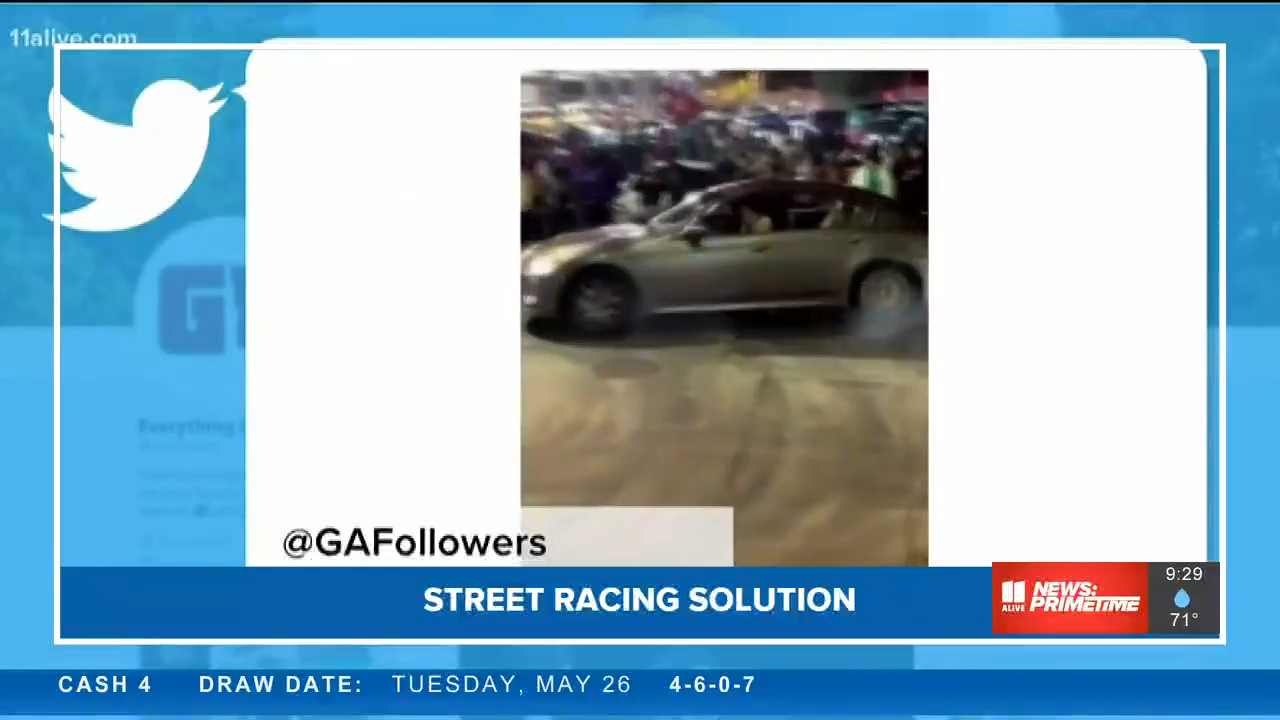 11alive.com
Everything
@GAFollowers
STREET RACING SOLUTION
11 ALIVE NEWS: PRIMETIME
9:29
71°
CASH 4 DRAW DATE: TUESDAY, MAY 26 4-6-0-7